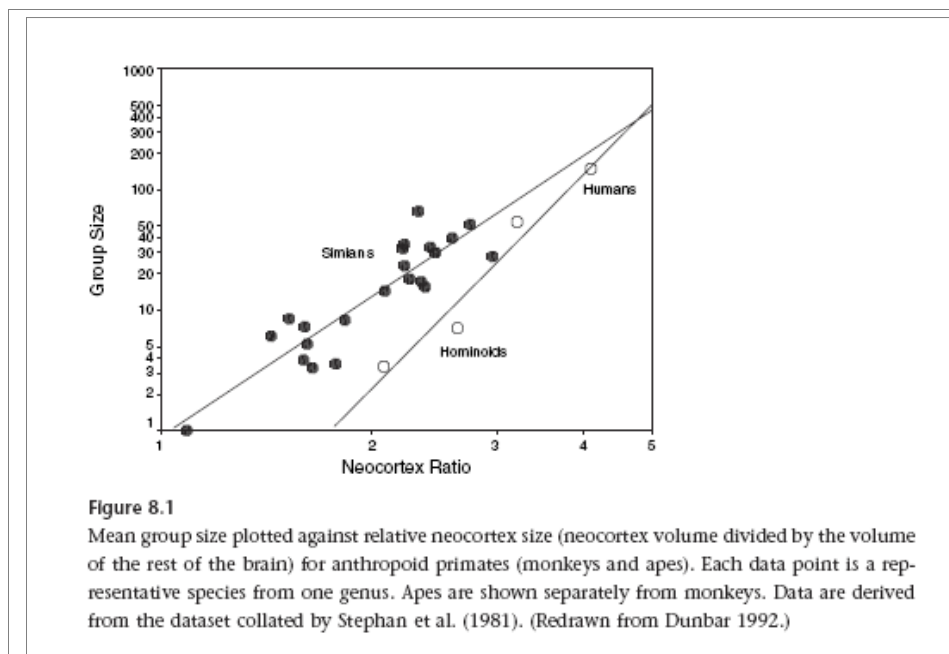 1000
500
400
300
200
100
50
40
30
20
10
5
4
3
2
1
Group Size
Simians
Humans
Hominoids
1 2 3 4 5
Neocortex Ratio
Figure 8.1
Mean group size plotted against relative neocortex size (neocortex volume divided by the volume
of the rest of the brain) for anthropoid primates (monkeys and apes). Each data point is a rep-
resentative species from one genus. Apes are shown separately from monkeys. Data are derived
from the dataset collated by Stephan et al. (1981). (Redrawn from Dunbar 1992.)